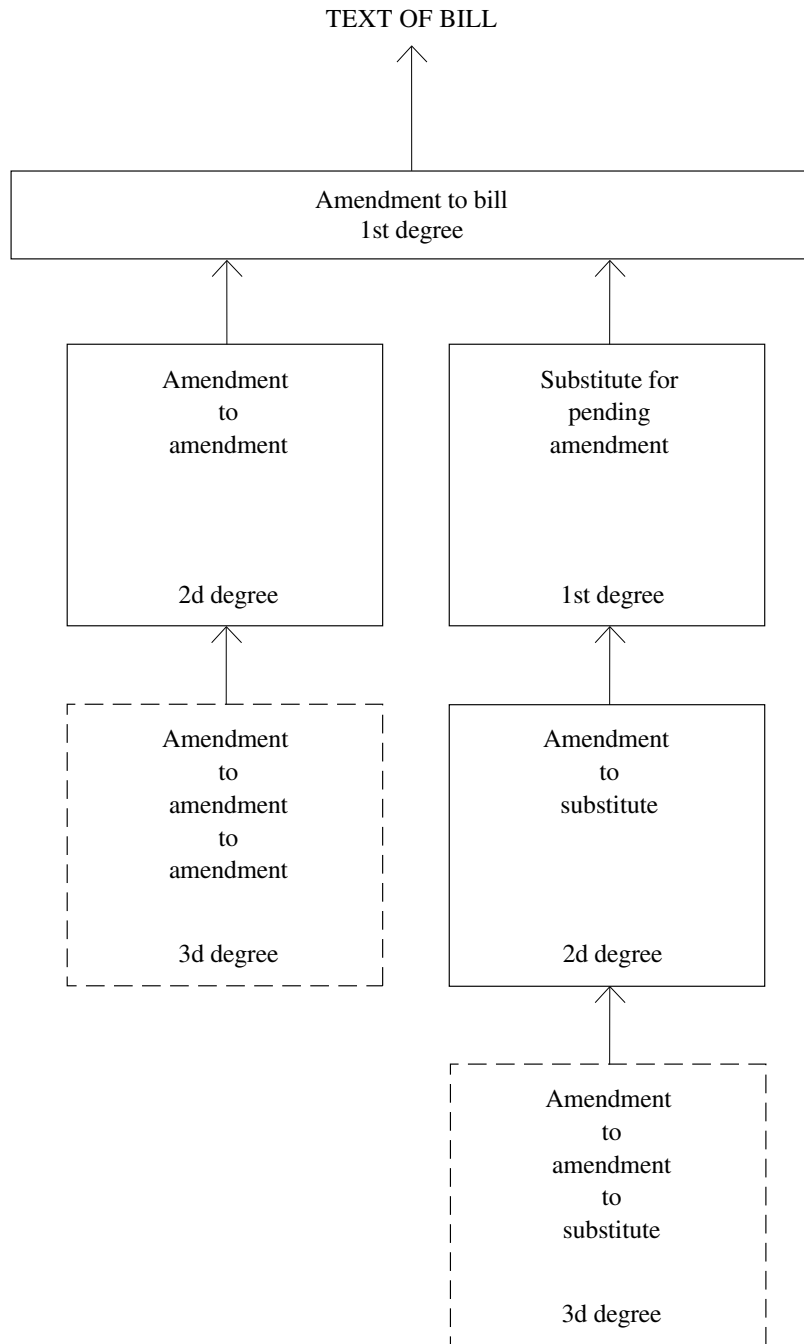 TEXT OF BILL
Amendment to bill
1st degree
Amendment
to
amendment
2d degree
Substitute for
pending
amendment
1st degree
Amendment
to
amendment
to
amendment
3d degree
Amendment
to
substitute
2d degree
Amendment
to
amendment
to
substitute
3d degree